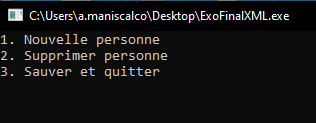 C:\Users\a.maniscalco\Desktop\ExoFinalXML.exe
1. Nouvelle personne
2. Supprimer personne
3. Sauver et quitter